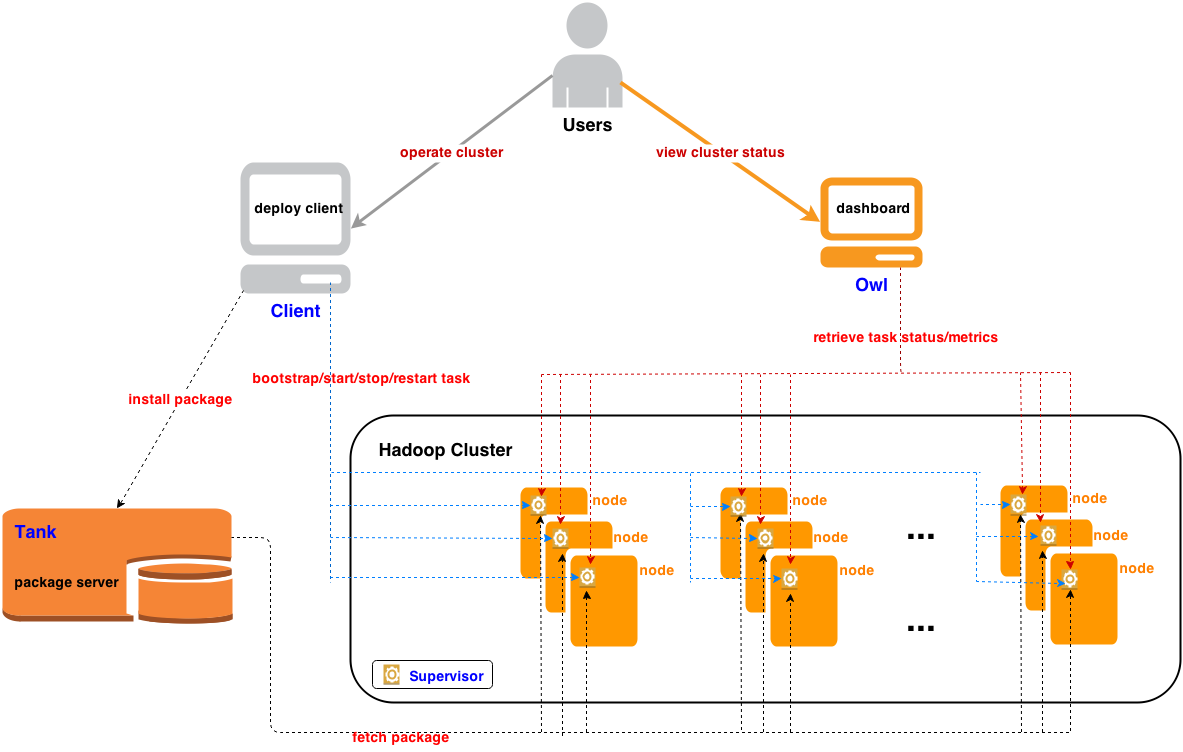 Users
operate cluster
view cluster status
deploy client
dashboard
Client
Owl
retrieve task status/metrics
bootstrap/start/stop/restart task
install package
Hadoop Cluster
node
node
node
node
node
node
node
node
node
...
...
Tank
package server
Supervisor
fetch package